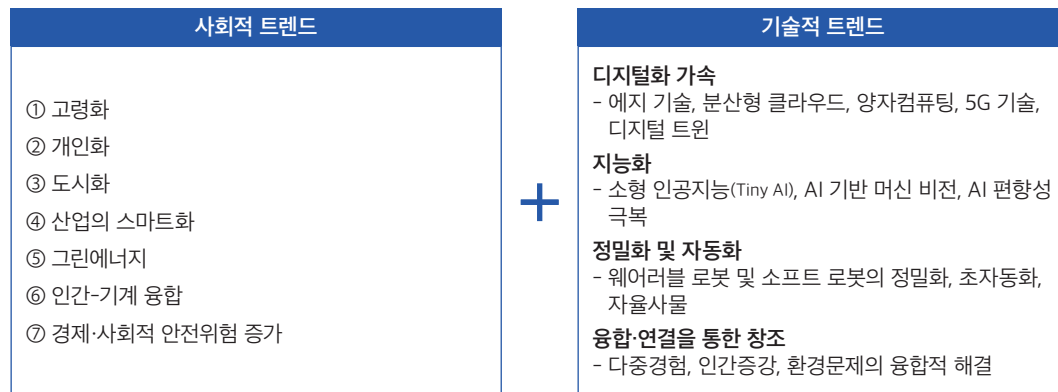 사회적 트렌드
① 고령화
② 개인화
③ 도시화
④ 산업의 스마트화
⑤ 그린에너지
⑥ 인간-기계 융합
⑦ 경제·사회적 안전위험 증가
+
기술적 트렌드
디지털화 가속
- 에지 기술, 분산형 클라우드, 양자컴퓨팅, 5G 기술,
디지털 트윈
지능화
- 소형 인공지능(Tiny AI), AI 기반 머신 비전, AI 편향성
극복
정밀화 및 자동화
- 웨어러블 로봇 및 소프트 로봇의 정밀화, 초자동화,
자율사물
융합·연결을 통한 창조
- 다중경험, 인간증강, 환경문제의 융합적 해결